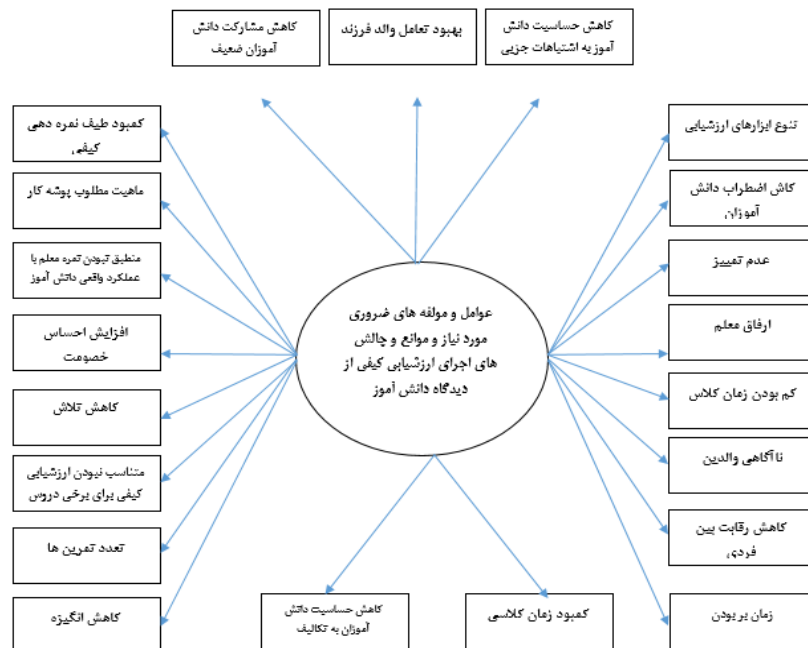 کاهش حساسیت دانش
آموز به اشتباهات جزیی
بهبود تعامل والد فرزند
کاهش مشارکت دانش
آموزان ضعیف
تنوع ابزارهای ارزشیابی
کاش اضطراب دانش
آموزان
عدم تمییز
ارفاق معلم
کم بودن زمان کلاس
ناآگاهی والدین
کاهش رقابت بین
فردی
زمان بر بودن
عوامل و مولفه های ضروری
مورد نیاز و موانع و چالش
های اجرای ارزشیابی کیفی از
دیدگاه دانش آموز
کمبود طیف نمره دهی
کیفی
ماهیت مطلوب پوشه کار
منطبق نبودن نمره معلم با
عملکرد واقعی دانش آموز
افزایش احساس
خصومت
کاهش تلاش
متناسب نبودن ارزشیابی
کیفی برای برخی دروس
تعدد تمرین ها
کاهش انگیزه
کمبود زمان کلاسی
کاهش حساسیت دانش
آموزان به تکالیف